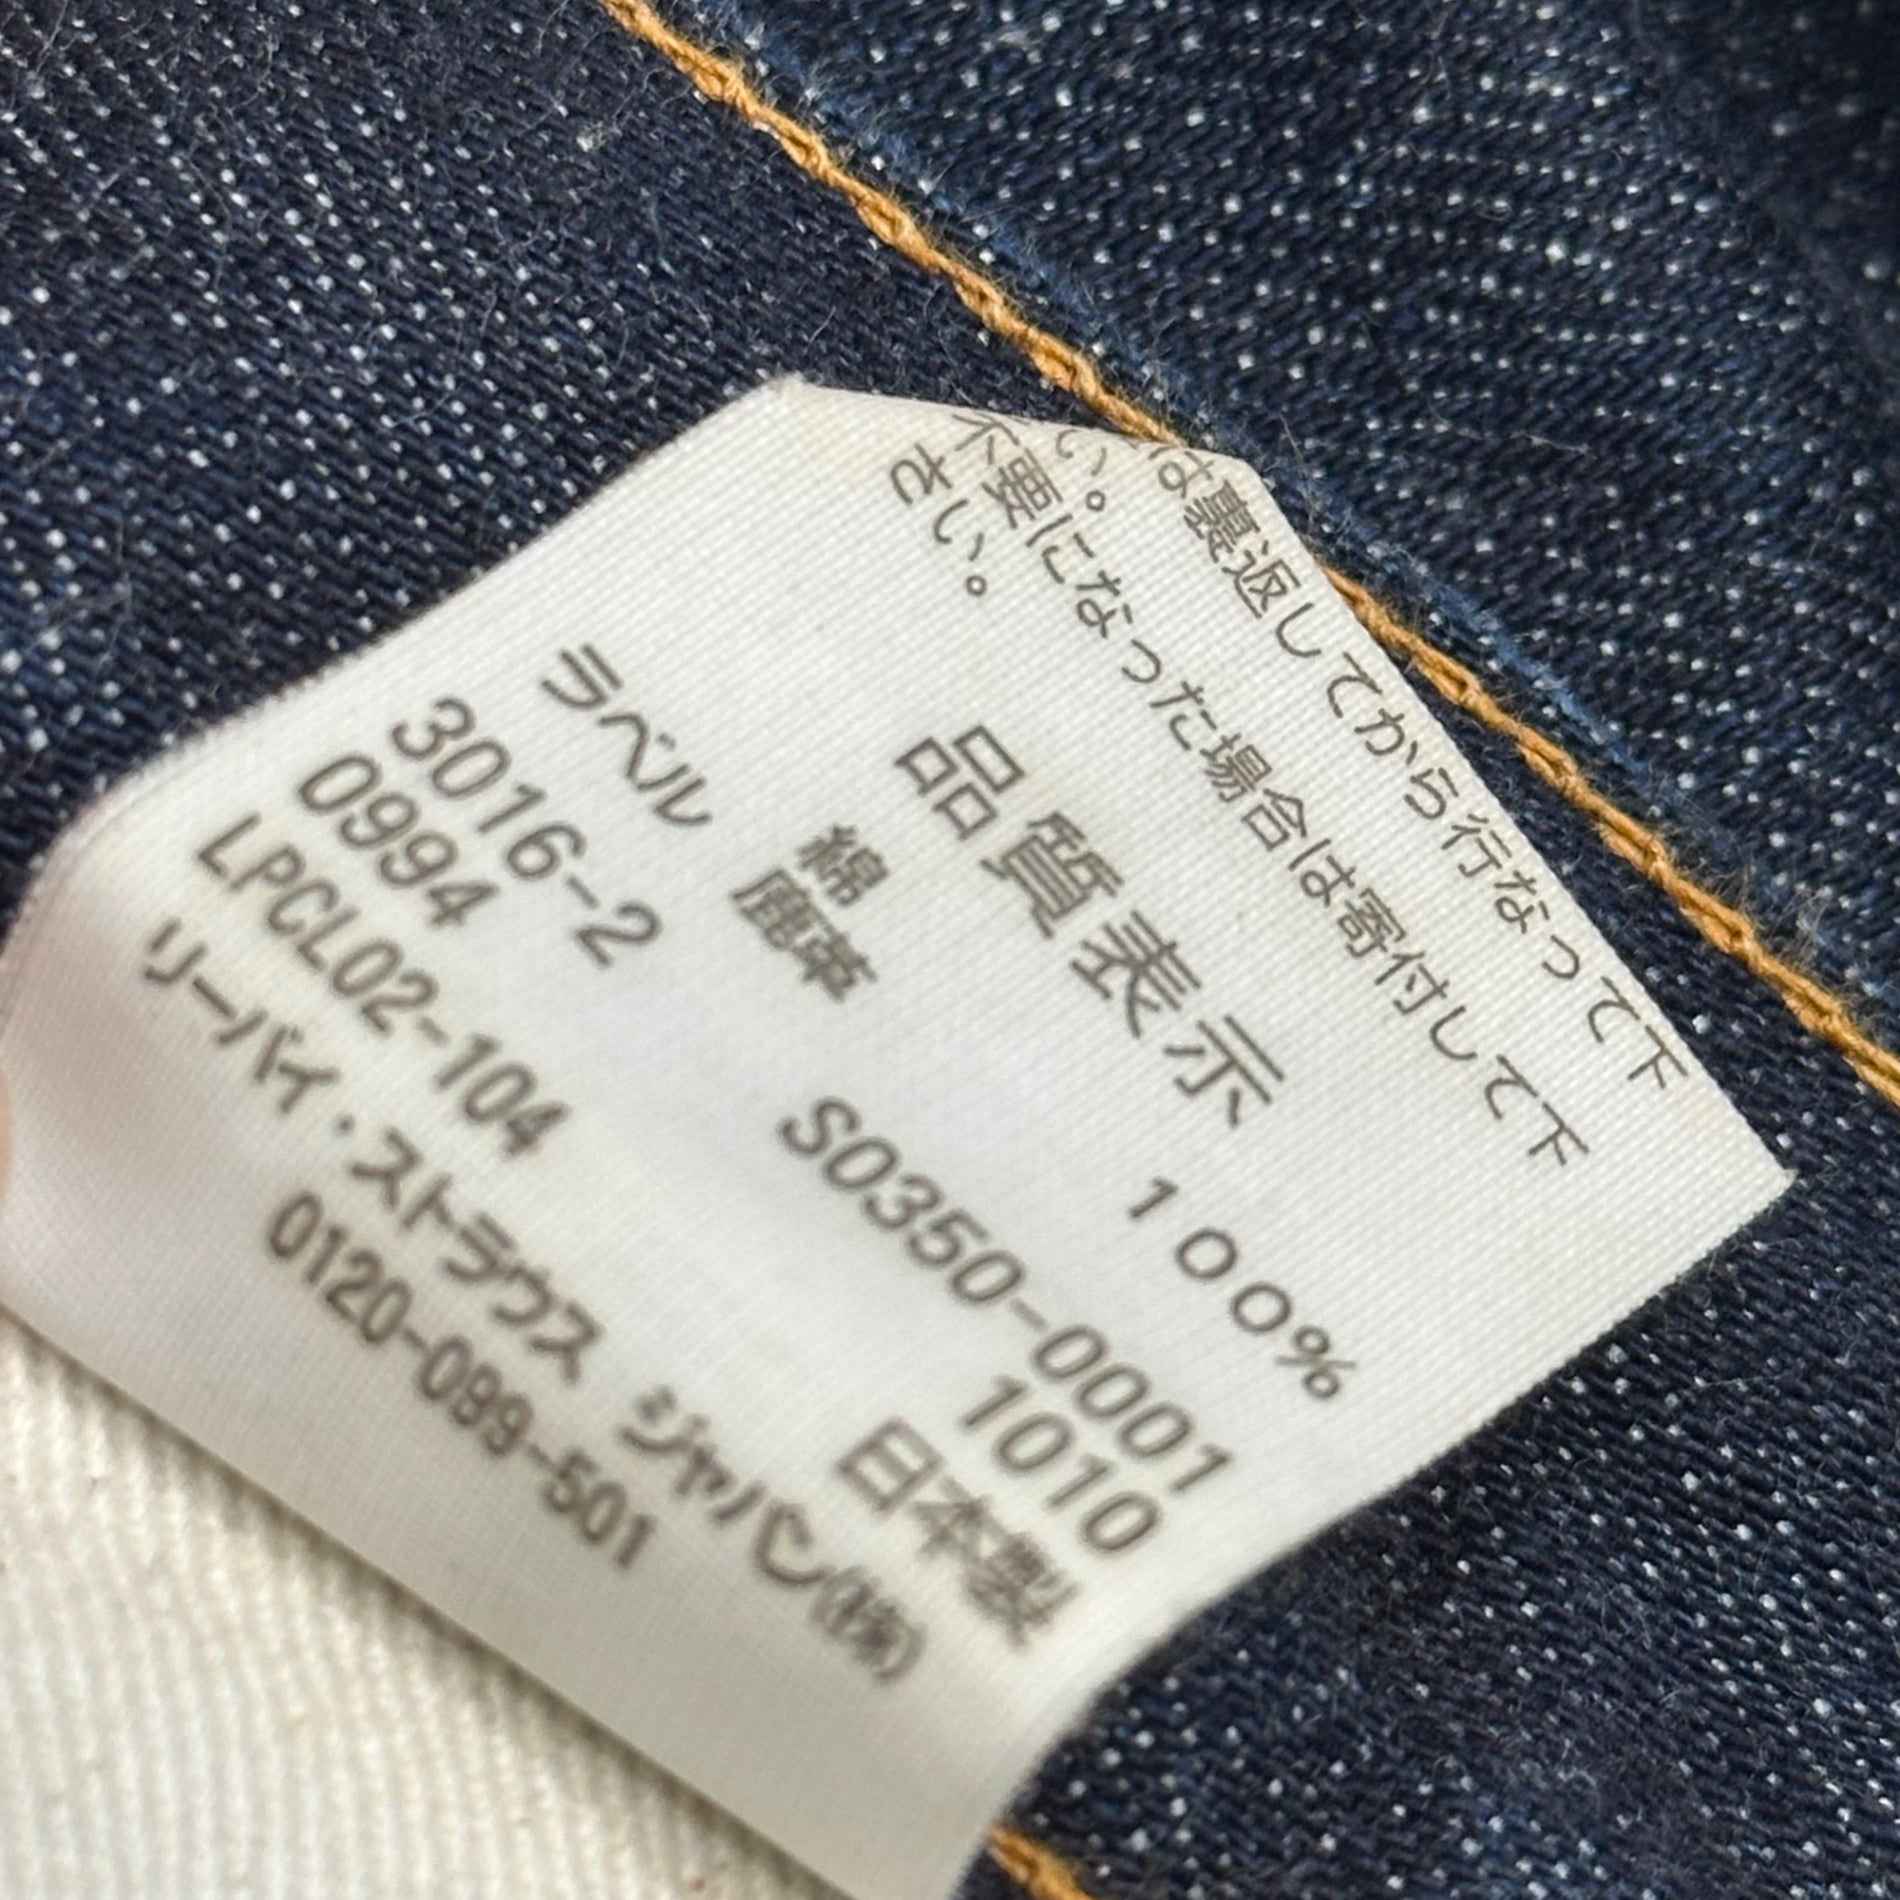 は裏返してから行なって下
い。
不要になった場合は寄付して下
さい。
品質表示
綿 100%
ラベル 鹿革
3016-2 S0350-0001
0994 1010
LPCL02-104 日本製
リーバイ・ストラウス ジャパン(株)
0120-099-501